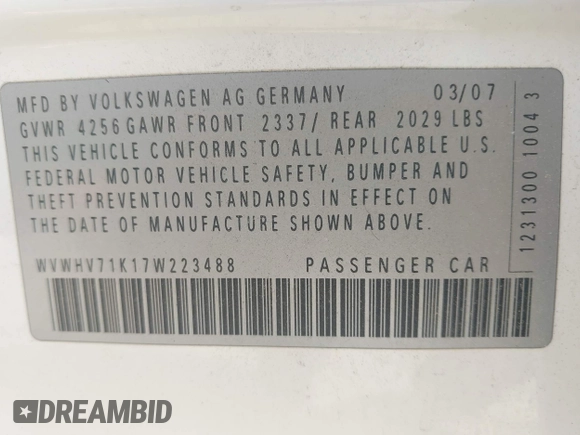 MFD BY VOLKSWAGEN AG GERMANY 03/07
GVWR 4256 GAWR FRONT 2337/ REAR 2029 LBS
THIS VEHICLE CONFORMS TO ALL APPLICABLE U.S.
FEDERAL MOTOR VEHICLE SAFETY, BUMPER AND
THEFT PREVENTION STANDARDS IN EFFECT ON
THE DATE OF MANUFACTURE SHOWN ABOVE.
WVWHV71K17W223488 PASSENGER CAR
1231300 1004 3
DREAMBID